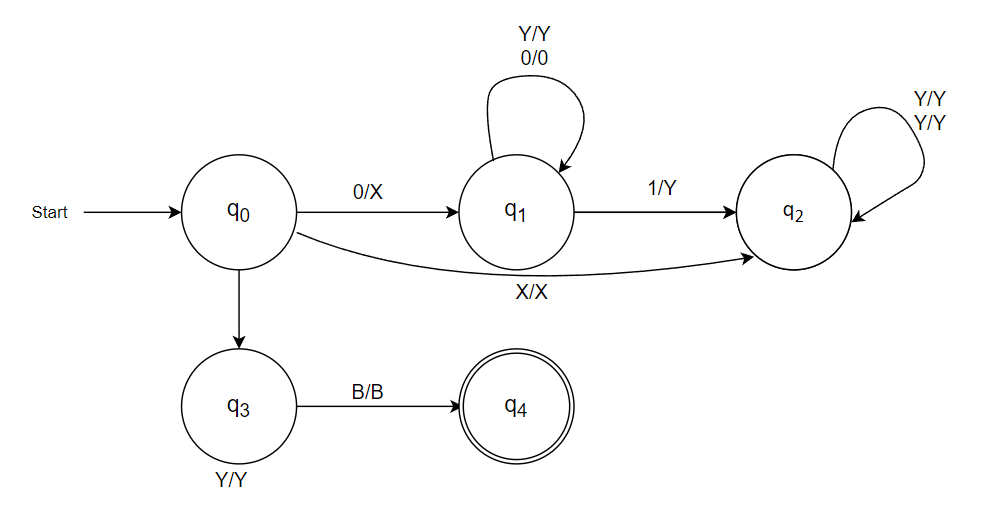 Y/Y
0/0
Y/Y
Y/Y
Start
q0
0/X
q1
1/Y
q2
X/X
q3
B/B
q4
Y/Y